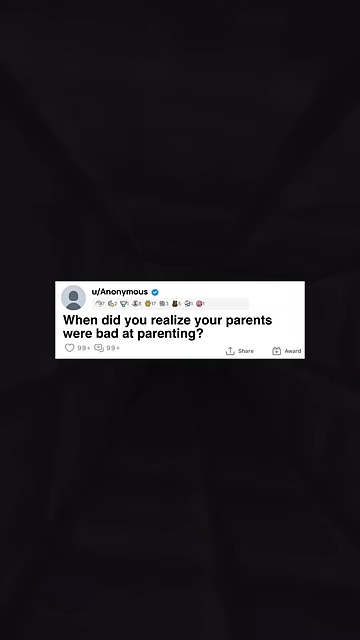 u/Anonymous
When did you realize your parents
were bad at parenting?
99+ 99+ Share Award